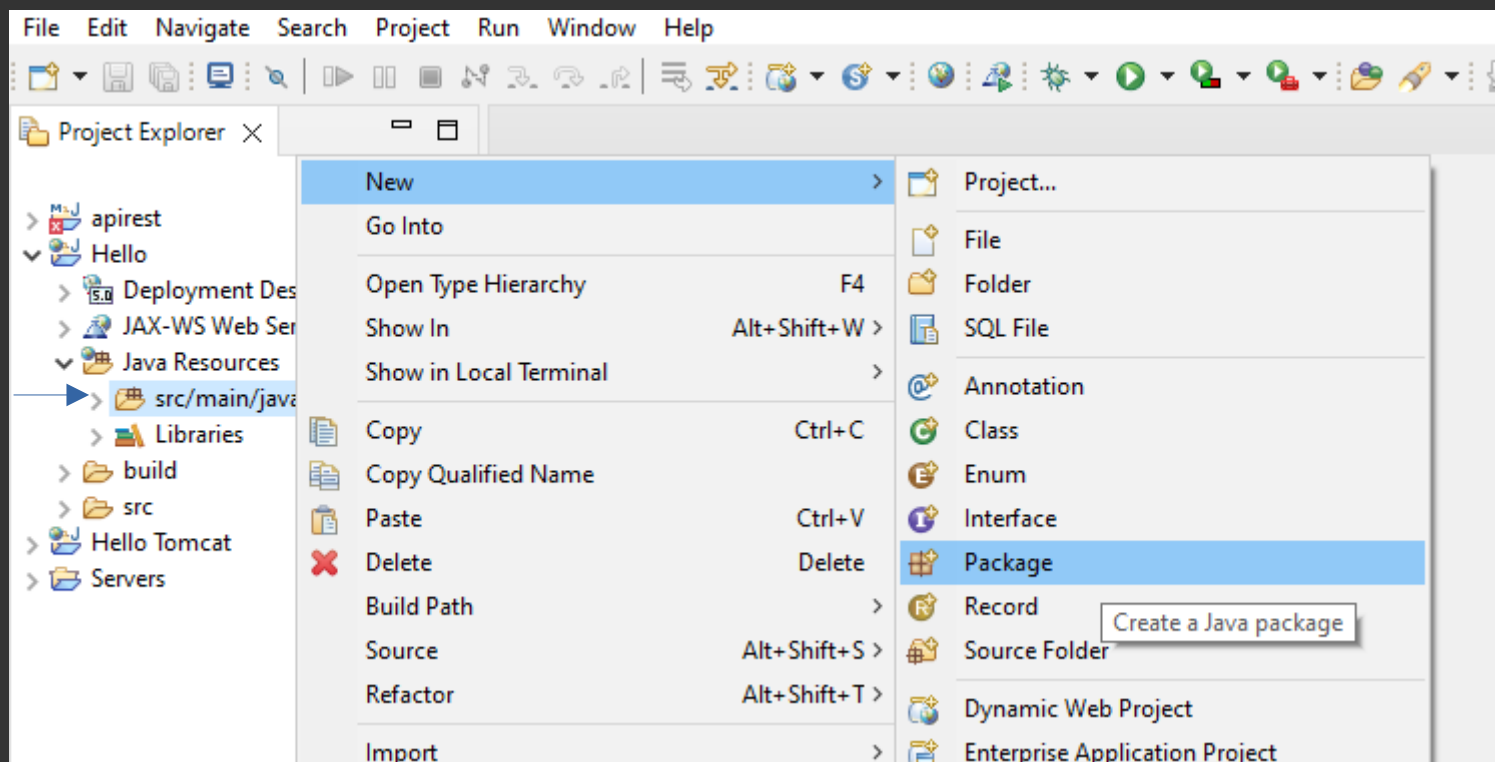 File Edit Navigate Search Project Run Window Help
Project Explorer
apirest
Hello
Deployment Des
JAX-WS Web Ser
Java Resources
src/main/java
Libraries
build
src
Hello Tomcat
Servers
New
Go Into
Open Type Hierarchy F4
Show In Alt+Shift+W >
Show in Local Terminal
Copy Ctrl+C
Copy Qualified Name
Paste Ctrl+V
Delete Delete
Build Path
Source Alt+Shift+S >
Refactor Alt+Shift+T >
Import
Project...
File
Folder
SQL File
Annotation
Class
Enum
Interface
Package
Record
Create a Java package
Source Folder
Dynamic Web Project
Enterprise Application Project